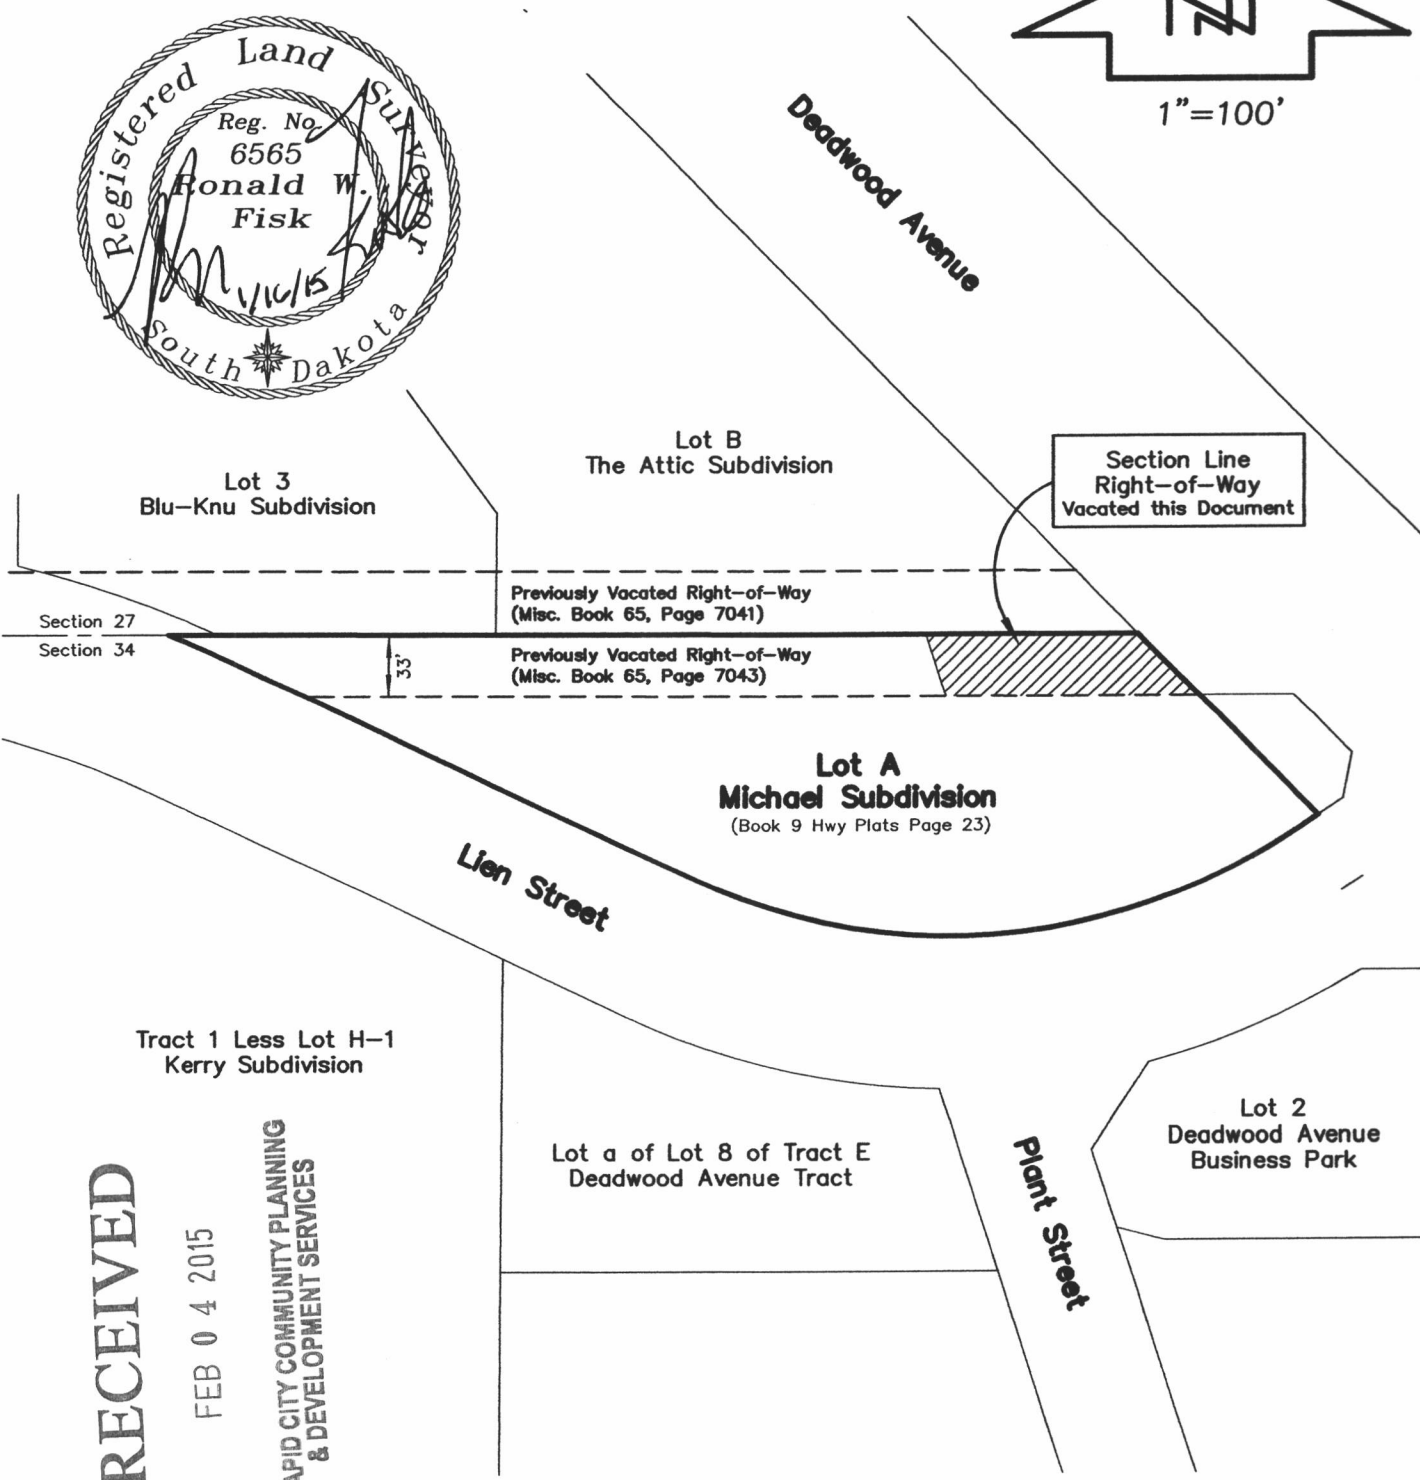 Registered Land Surveyor
Reg. No
6565
Ronald W.
Fisk
1/16/15
South Dakota
N
1"=100'
Deadwood Avenue
Lot B
The Attic Subdivision
Section Line
Right-of-Way
Vacated this Document
Lot 3
Blu-Knu Subdivision
Previously Vacated Right-of-Way
(Misc. Book 65, Page 7041)
Section 27
Section 34
33'
Previously Vacated Right-of-Way
(Misc. Book 65, Page 7043)
Lot A
Michael Subdivision
(Book 9 Hwy Plats Page 23)
Lien Street
Tract 1 Less Lot H-1
Kerry Subdivision
Lot a of Lot 8 of Tract E
Deadwood Avenue Tract
Plant Street
Lot 2
Deadwood Avenue
Business Park
RECEIVED
FEB 04 2015
APID CITY COMMUNITY PLANNING
& DEVELOPMENT SERVICES